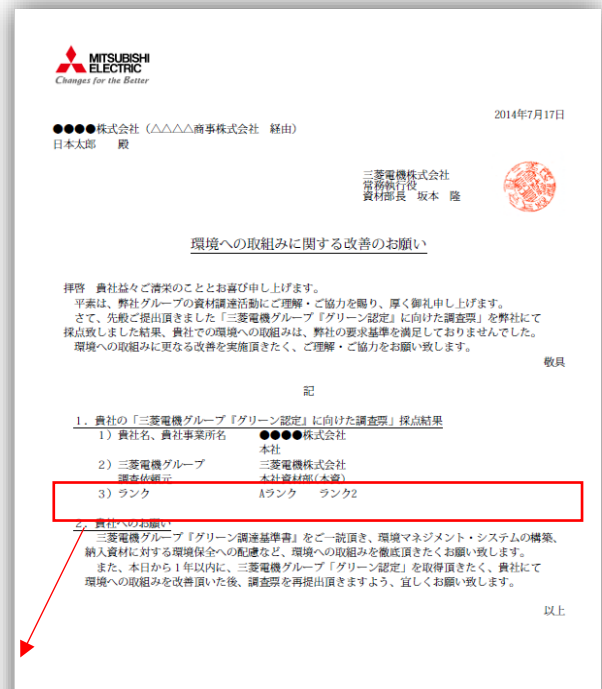 MITSUBISHI
ELECTRIC
Changes for the Better
2014年7月17日
●●●●株式会社（△△△△商事株式会社　経由）
日本太郎　殿
三菱電機株式会社
常務執行役
資材部長　坂本　隆
環境への取組みに関する改善のお願い
拝啓　貴社益々ご清栄のこととお喜び申し上げます。
平素は、弊社グループの資材調達活動にご理解・ご協力を賜り、厚く御礼申し上げます。
さて、先般ご提出頂きました「三菱電機グループ『グリーン認定』に向けた調査票」を弊社にて
採点致しました結果、貴社での環境への取組みは、弊社の要求基準を満足しておりませんでした。
環境への取組みに更なる改善を実施頂きたく、ご理解・ご協力をお願い致します。
敬具
記
１．貴社の「三菱電機グループ『グリーン認定』に向けた調査票」採点結果
１）貴社名、貴社事業所名　●●●●株式会社
本社
２）三菱電機グループ　三菱電機株式会社
調査依頼元　本社資材部(本資)
３）ランク　Aランク　ランク2
２．貴社へのお願い
三菱電機グループ『グリーン調達基準書』をご一読頂き、環境マネジメント・システムの構築、
納入資材に対する環境保全への配慮など、環境への取組みを徹底頂きたくお願い致します。
また、本日から１年以内に、三菱電機グループ「グリーン認定」を取得頂きたく、貴社にて
環境への取組みを改善頂いた後、調査票を再提出頂きますよう、宜しくお願い致します。
以上